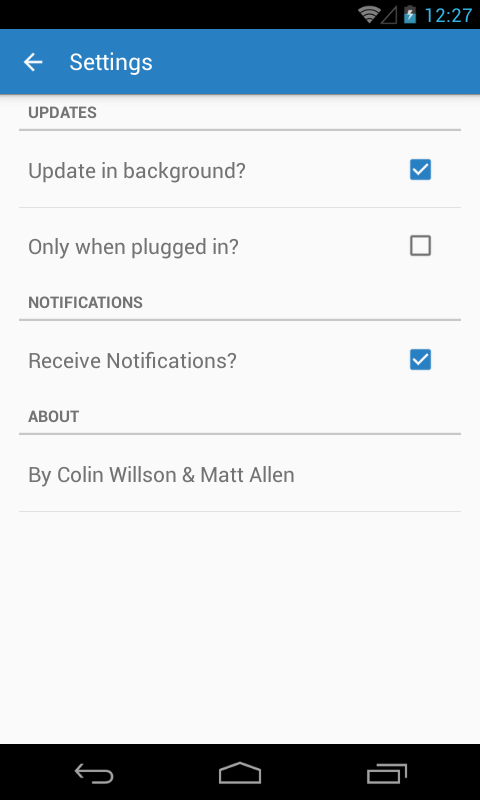 12:27
Settings
UPDATES
Update in background?
Only when plugged in?
NOTIFICATIONS
Receive Notifications?
ABOUT
By Colin Willson & Matt Allen